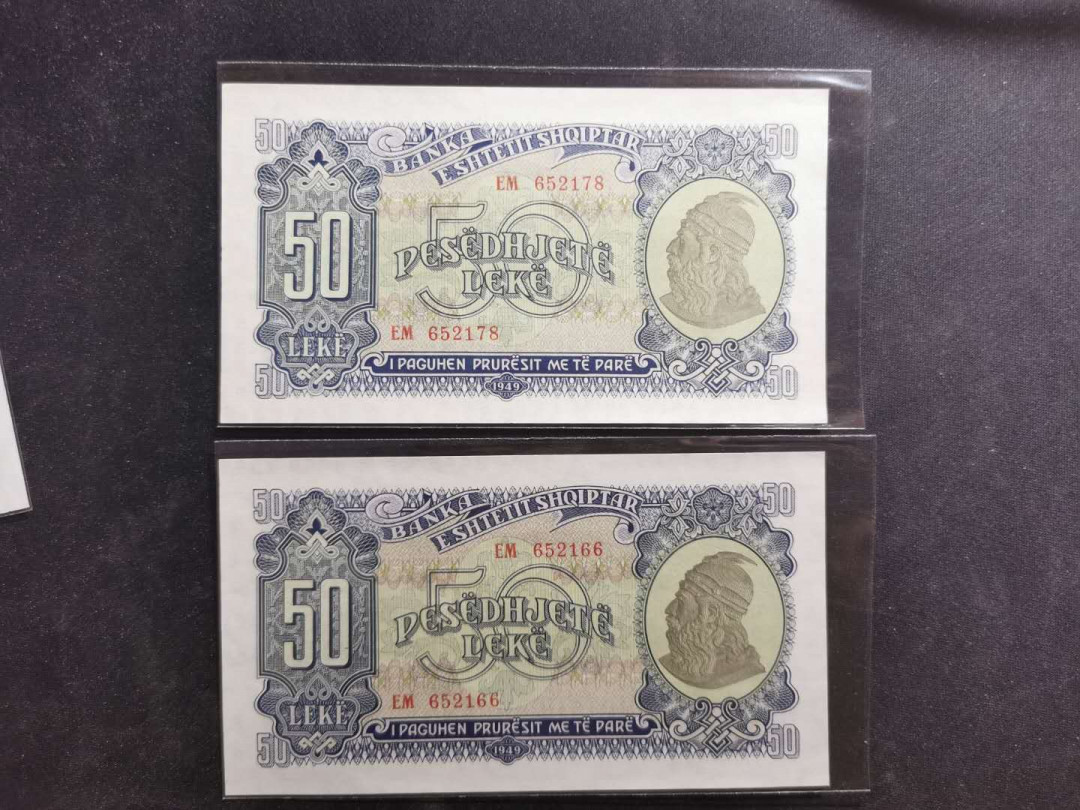 50 50
BANKA
E SHTETIT SHQIPTAR
EM 652178
50
50
PESËDHJETË
LEKË
EM 652178
LEKË
I PAGUHEN PRURËSIT ME TË PARË
50 1949 50
50 50
BANKA
E SHTETIT SHQIPTAR
EM 652166
50
50
PESËDHJETË
LEKË
EM 652166
LEKË
I PAGUHEN PRURËSIT ME TË PARË
50 1949 50